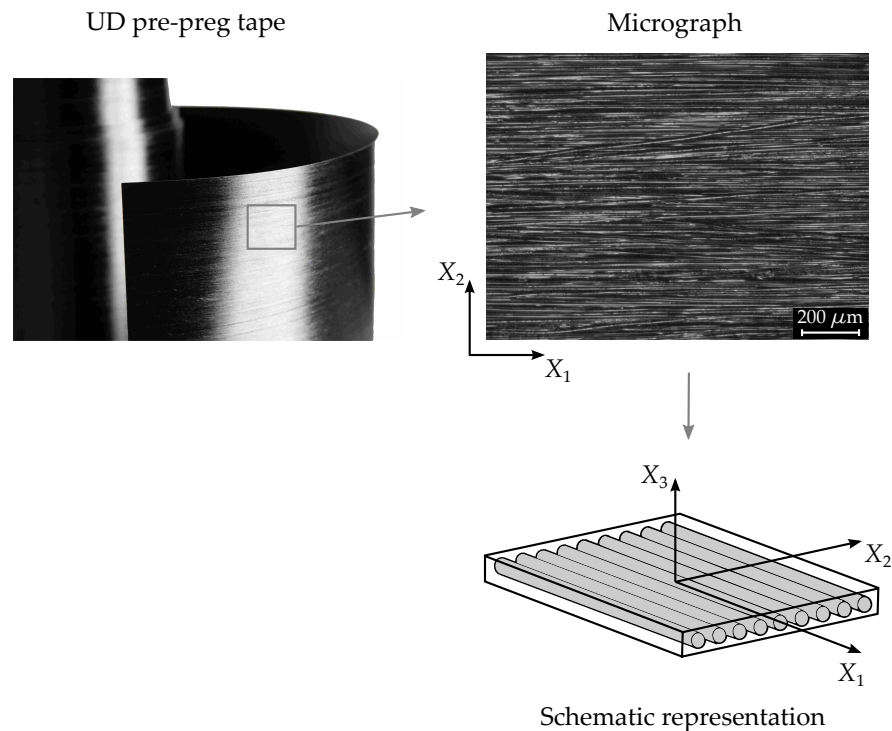 UD pre-preg tape
Micrograph
X₂
200 μm
X₁
X₃
X₂
X₁
Schematic representation